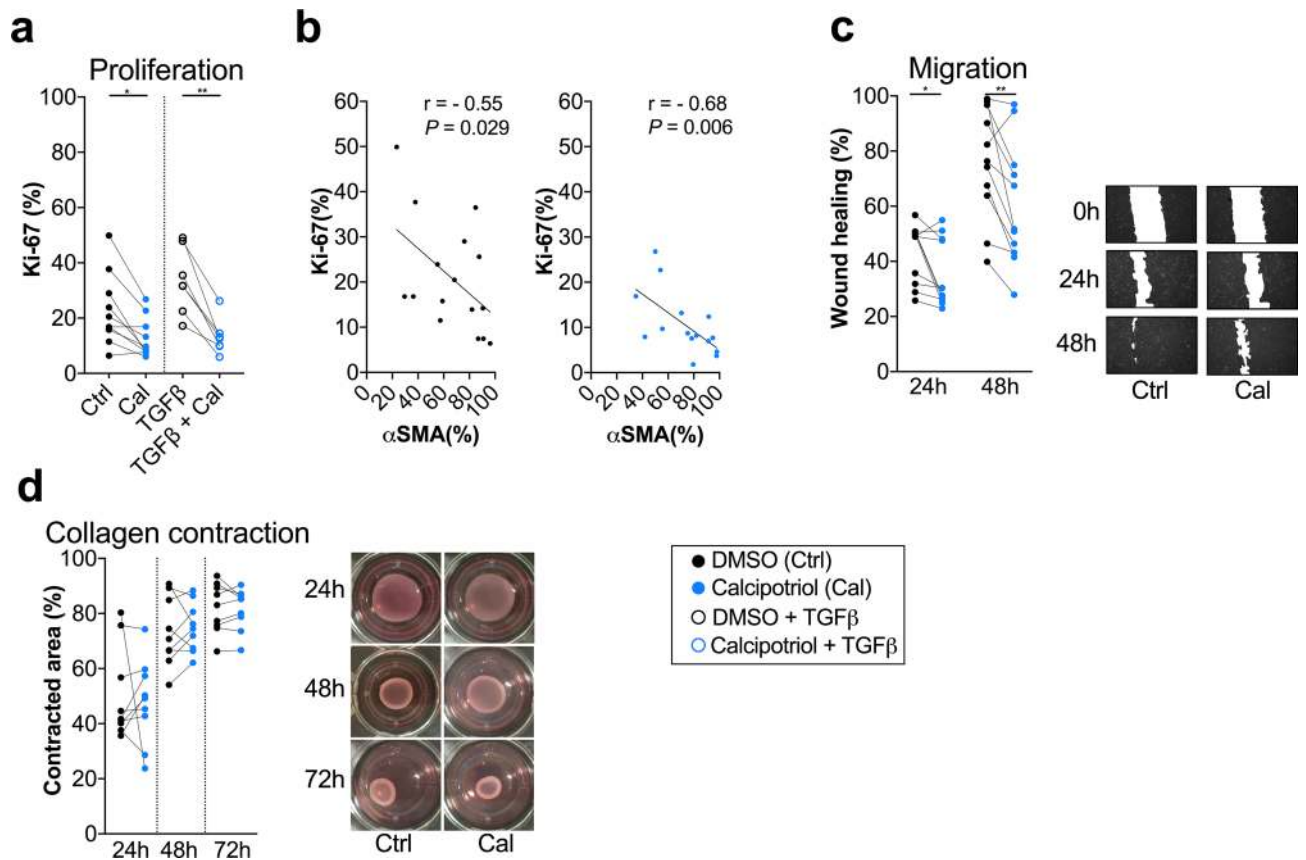 a
Proliferation
*
**
Ki-67 (%)
100
80
60
40
20
0
Ctrl
Cal
TGFβ
TGFβ + Cal
b
r = - 0.55
P = 0.029
Ki-67(%)
60
50
40
30
20
10
0
0
20
40
60
80
100
αSMA(%)
r = - 0.68
P = 0.006
Ki-67(%)
60
50
40
30
20
10
0
0
20
40
60
80
100
αSMA(%)
c
Migration
*
**
Wound healing (%)
100
80
60
40
20
0
24h
48h
0h
24h
48h
Ctrl
Cal
d
Collagen contraction
Contracted area (%)
100
80
60
40
20
0
24h
48h
72h
24h
48h
72h
Ctrl
Cal
DMSO (Ctrl)
Calcipotriol (Cal)
DMSO + TGFβ
Calcipotriol + TGFβ